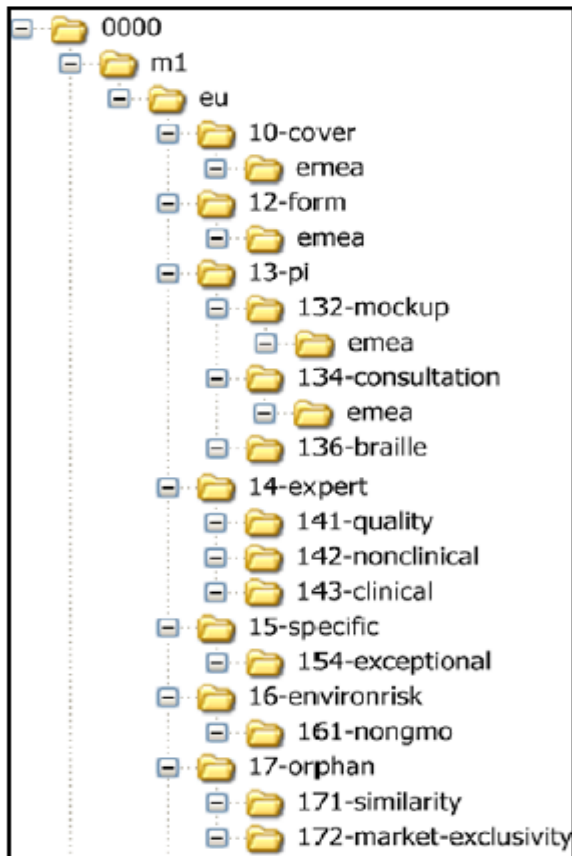 0000
m1
eu
10-cover
emea
12-form
emea
13-pi
132-mockup
emea
134-consultation
emea
136-braille
14-expert
141-quality
142-nonclinical
143-clinical
15-specific
154-exceptional
16-environrisk
161-nongmo
17-orphan
171-similarity
172-market-exclusivity